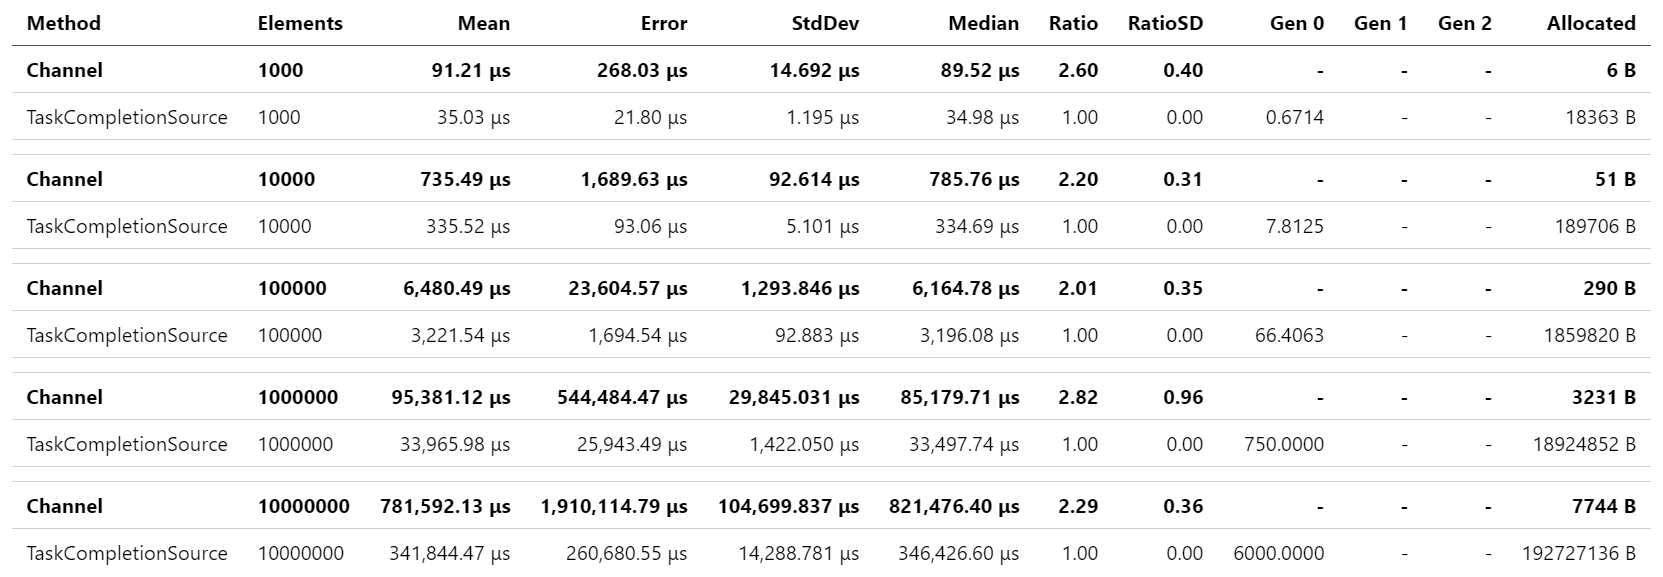 Method Elements Mean Error StdDev Median Ratio RatioSD Gen 0 Gen 1 Gen 2 Allocated
Channel 1000 91.21 μs 268.03 μs 14.692 μs 89.52 μs 2.60 0.40 - - - 6 B
TaskCompletionSource 1000 35.03 μs 21.80 μs 1.195 μs 34.98 μs 1.00 0.00 0.6714 - - 18363 B
Channel 10000 735.49 μs 1,689.63 μs 92.614 μs 785.76 μs 2.20 0.31 - - - 51 B
TaskCompletionSource 10000 335.52 μs 93.06 μs 5.101 μs 334.69 μs 1.00 0.00 7.8125 - - 189706 B
Channel 100000 6,480.49 μs 23,604.57 μs 1,293.846 μs 6,164.78 μs 2.01 0.35 - - - 290 B
TaskCompletionSource 100000 3,221.54 μs 1,694.54 μs 92.883 μs 3,196.08 μs 1.00 0.00 66.4063 - - 1859820 B
Channel 1000000 95,381.12 μs 544,484.47 μs 29,845.031 μs 85,179.71 μs 2.82 0.96 - - - 3231 B
TaskCompletionSource 1000000 33,965.98 μs 25,943.49 μs 1,422.050 μs 33,497.74 μs 1.00 0.00 750.0000 - - 18924852 B
Channel 10000000 781,592.13 μs 1,910,114.79 μs 104,699.837 μs 821,476.40 μs 2.29 0.36 - - - 7744 B
TaskCompletionSource 10000000 341,844.47 μs 260,680.55 μs 14,288.781 μs 346,426.60 μs 1.00 0.00 6000.0000 - - 192727136 B